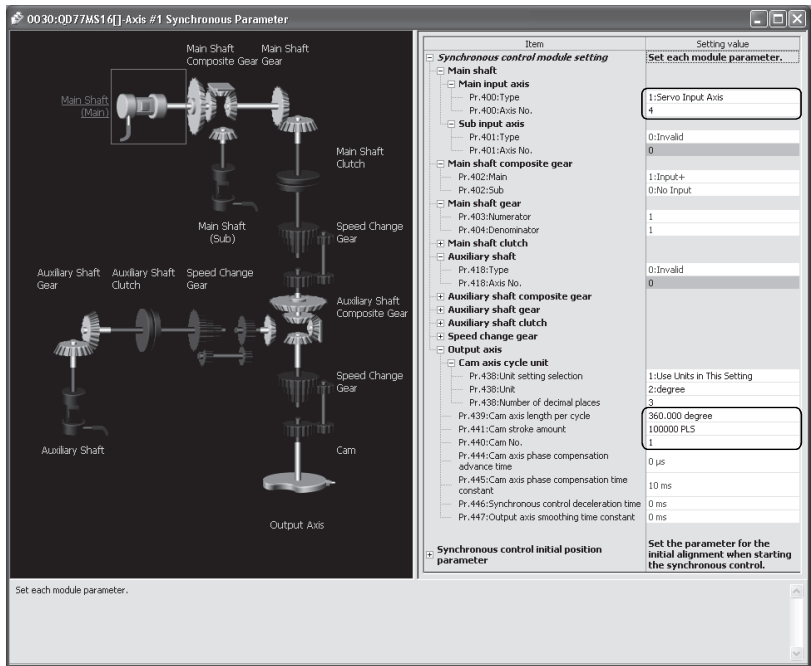 0030:QD77MS16[]-Axis #1 Synchronous Parameter
Main Shaft
Composite Gear
Main Shaft
Gear
Main Shaft
(Main)
Main Shaft
Clutch
Main Shaft
(Sub)
Speed Change
Gear
Auxiliary Shaft
Gear
Auxiliary Shaft
Clutch
Speed Change
Gear
Auxiliary Shaft
Composite Gear
Speed Change
Gear
Auxiliary Shaft
Cam
Output Axis
Item Setting value
Synchronous control module setting Set each module parameter.
Main shaft
Main input axis
Pr.400:Type 1:Servo Input Axis
Pr.400:Axis No. 4
Sub input axis
Pr.401:Type 0:Invalid
Pr.401:Axis No. 0
Main shaft composite gear
Pr.402:Main 1:Input+
Pr.402:Sub 0:No Input
Main shaft gear
Pr.403:Numerator 1
Pr.404:Denominator 1
Main shaft clutch
Auxiliary shaft
Pr.418:Type 0:Invalid
Pr.418:Axis No. 0
Auxiliary shaft composite gear
Auxiliary shaft gear
Auxiliary shaft clutch
Speed change gear
Output axis
Cam axis cycle unit
Pr.438:Unit setting selection 1:Use Units in This Setting
Pr.438:Unit 2:degree
Pr.438:Number of decimal places 3
Pr.439:Cam axis length per cycle 360.000 degree
Pr.441:Cam stroke amount 100000 PLS
Pr.440:Cam No. 1
Pr.444:Cam axis phase compensation
advance time 0 µs
Pr.445:Cam axis phase compensation time
constant 10 ms
Pr.446:Synchronous control deceleration time 0 ms
Pr.447:Output axis smoothing time constant 0 ms
Synchronous control initial position
parameter
Set the parameter for the
initial alignment when starting
the synchronous control.
Set each module parameter.